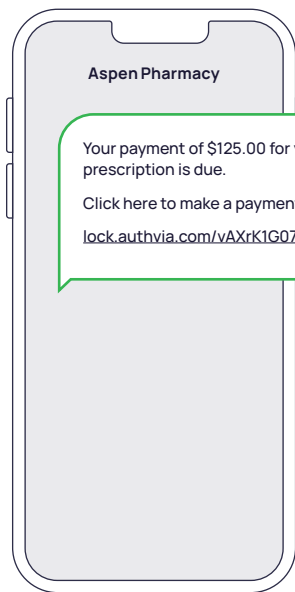 Aspen Pharmacy
Your payment of $125.00 for
prescription is due.
Click here to make a payment
lock.authvia.com/vAXrK1G07